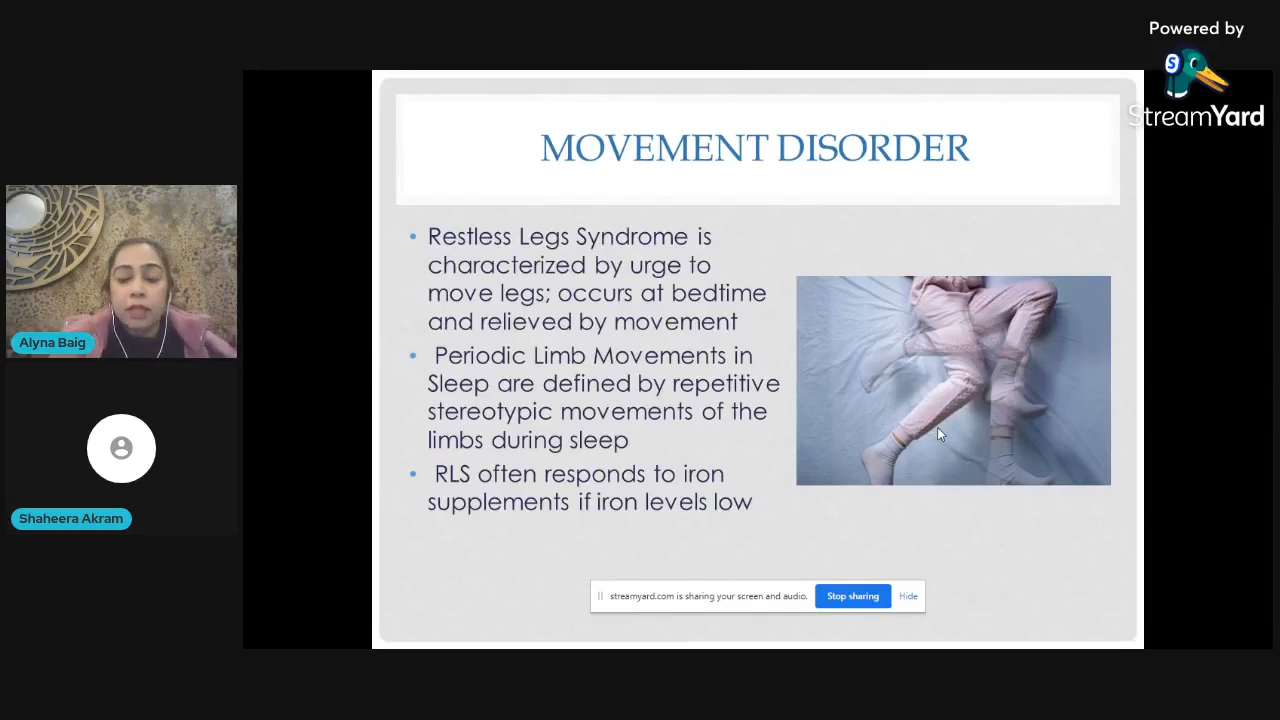 Powered by
StreamYard
MOVEMENT DISORDER
• Restless Legs Syndrome is
characterized by urge to
move legs; occurs at bedtime
and relieved by movement
• Periodic Limb Movements in
Sleep are defined by repetitive
stereotypic movements of the
limbs during sleep
• RLS often responds to iron
supplements if iron levels low
Alyna Baig
Shaheera Akram
streamyard.com is sharing your screen and audio. Stop sharing Hide